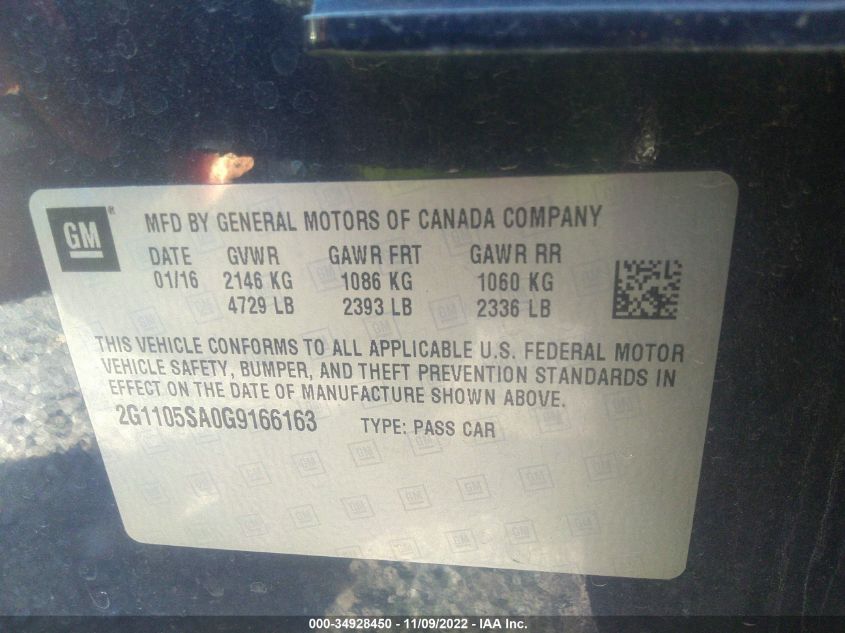 GM ® MFD BY GENERAL MOTORS OF CANADA COMPANY
DATE GVWR GAWR FRT GAWR RR
01/16 2146 KG 1086 KG 1060 KG
4729 LB 2393 LB 2336 LB
THIS VEHICLE CONFORMS TO ALL APPLICABLE U.S. FEDERAL MOTOR
VEHICLE SAFETY, BUMPER, AND THEFT PREVENTION STANDARDS IN
EFFECT ON THE DATE OF MANUFACTURE SHOWN ABOVE.
2G1105SA0G9166163 TYPE: PASS CAR
000-34928450 - 11/09/2022 - IAA Inc.